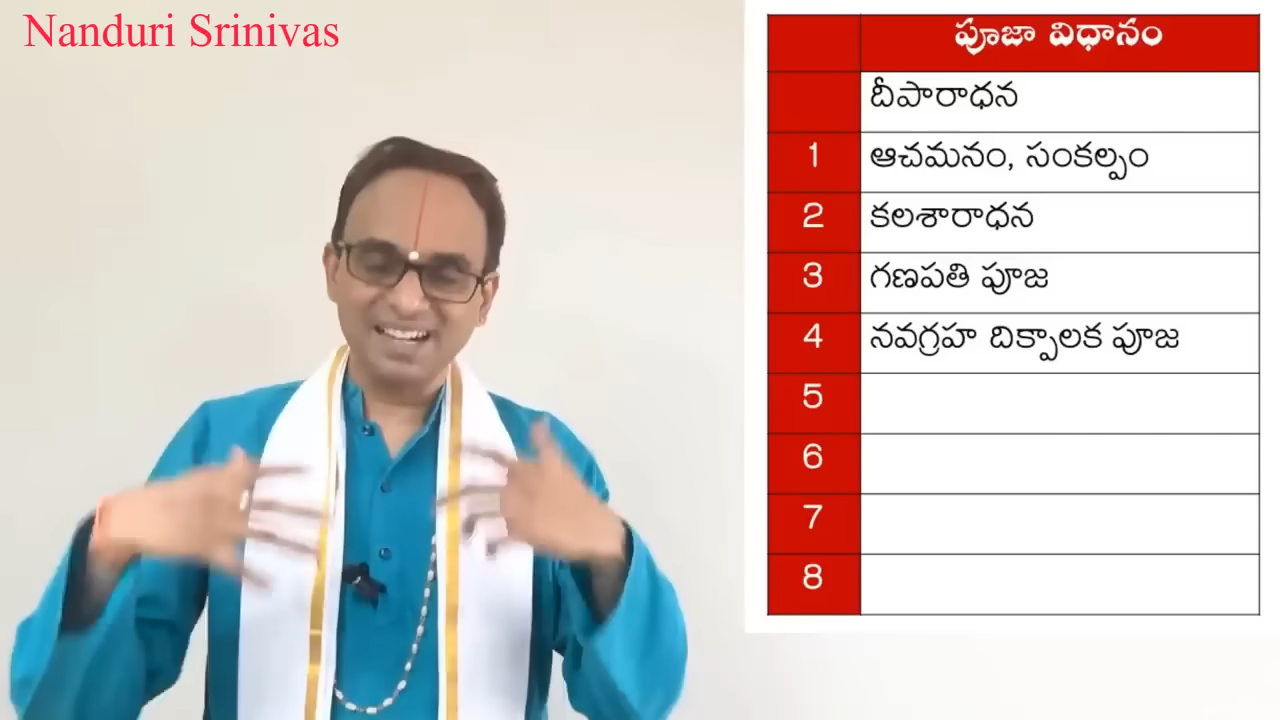 Nanduri Srinivas
పూజా విధానం
దీపారాధన
1 ఆచమనం, సంకల్పం
2 కలశారాధన
3 గణపతి పూజ
4 నవగ్రహ దిక్పాలక పూజ
5
6
7
8